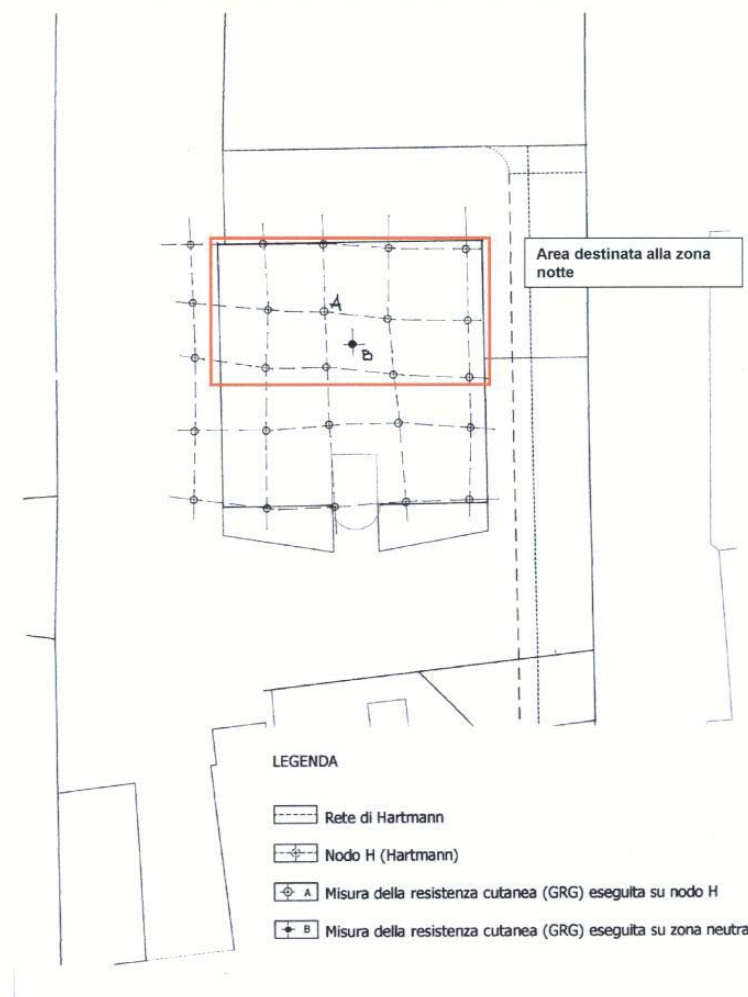 Area destinata alla zona
notte
A
B
LEGENDA
Rete di Hartmann
Nodo H (Hartmann)
A Misura della resistenza cutanea (GRG) eseguita su nodo H
B Misura della resistenza cutanea (GRG) eseguita su zona neutra